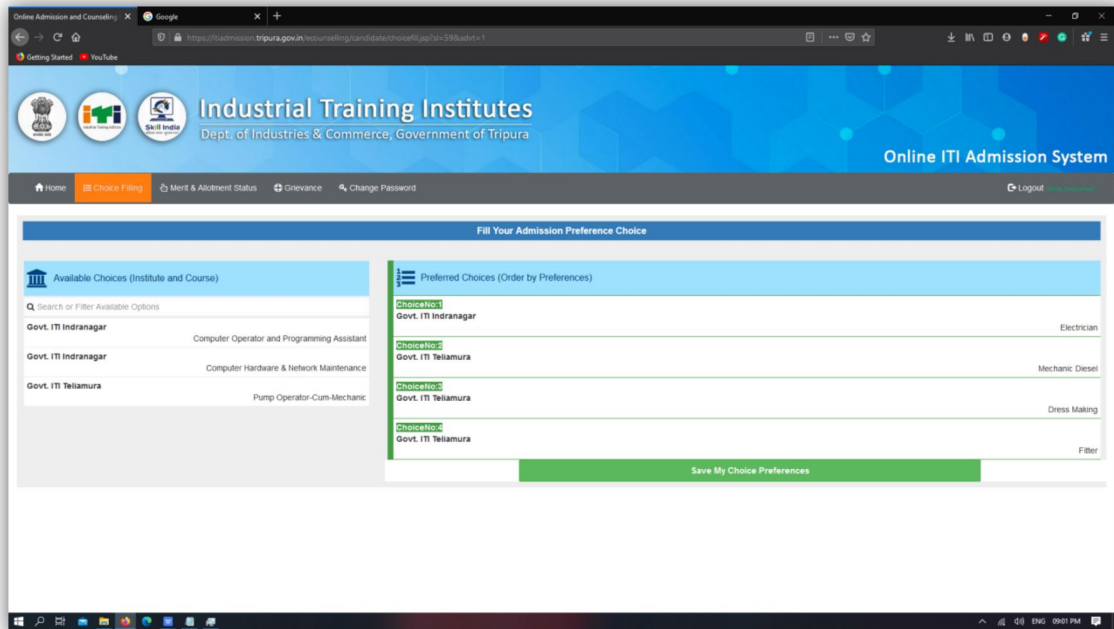 Online Admission and Counseling
Google
https://itiadmission.tripura.gov.in/ecounseling/candidate/choicefill.jsp?sl=59&advt=1
Getting Started
YouTube
iti
Skill India
Industrial Training Institutes
Dept. of Industries & Commerce, Government of Tripura
Online ITI Admission System
Home
Choice Filling
Merit & Allotment Status
Grievance
Change Password
Logout
Fill Your Admission Preference Choice
Available Choices (Institute and Course)
Search or Filter Available Options
Govt. ITI Indranagar
Computer Operator and Programming Assistant
Govt. ITI Indranagar
Computer Hardware & Network Maintenance
Govt. ITI Teliamura
Pump Operator-Cum-Mechanic
Preferred Choices (Order by Preferences)
ChoiceNo:1
Govt. ITI Indranagar
Electrician
ChoiceNo:2
Govt. ITI Teliamura
Mechanic Diesel
ChoiceNo:3
Govt. ITI Teliamura
Dress Making
ChoiceNo:4
Govt. ITI Teliamura
Fitter
Save My Choice Preferences
ENG
09:01 PM